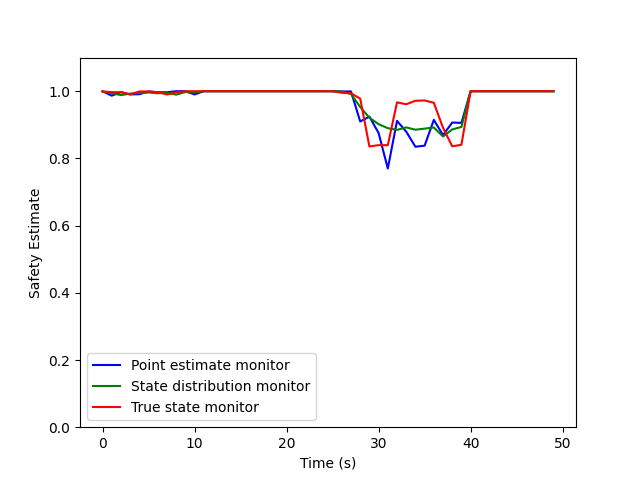 1.0
0.8
0.6
0.4
0.2
0.0
Safety Estimate
Point estimate monitor
State distribution monitor
True state monitor
0 10 20 30 40 50
Time (s)